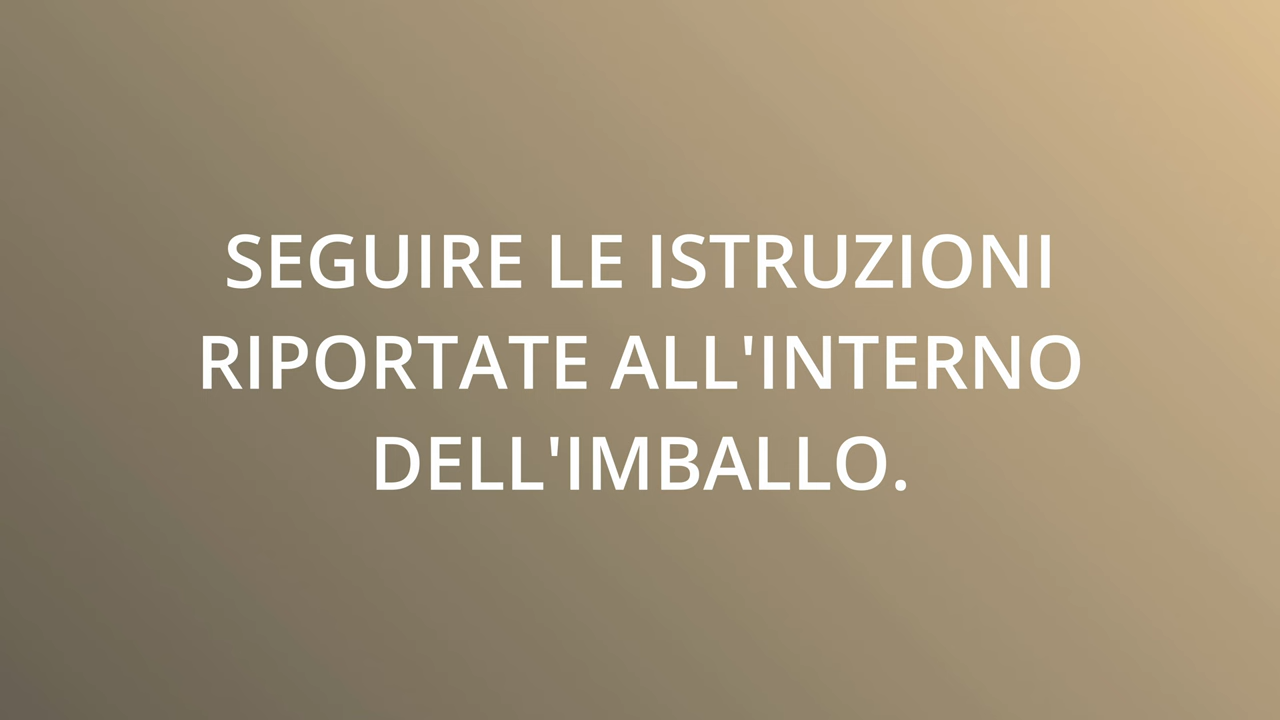 SEGUIRE LE ISTRUZIONI
RIPORTATE ALL'INTERNO
DELL'IMBALLO.